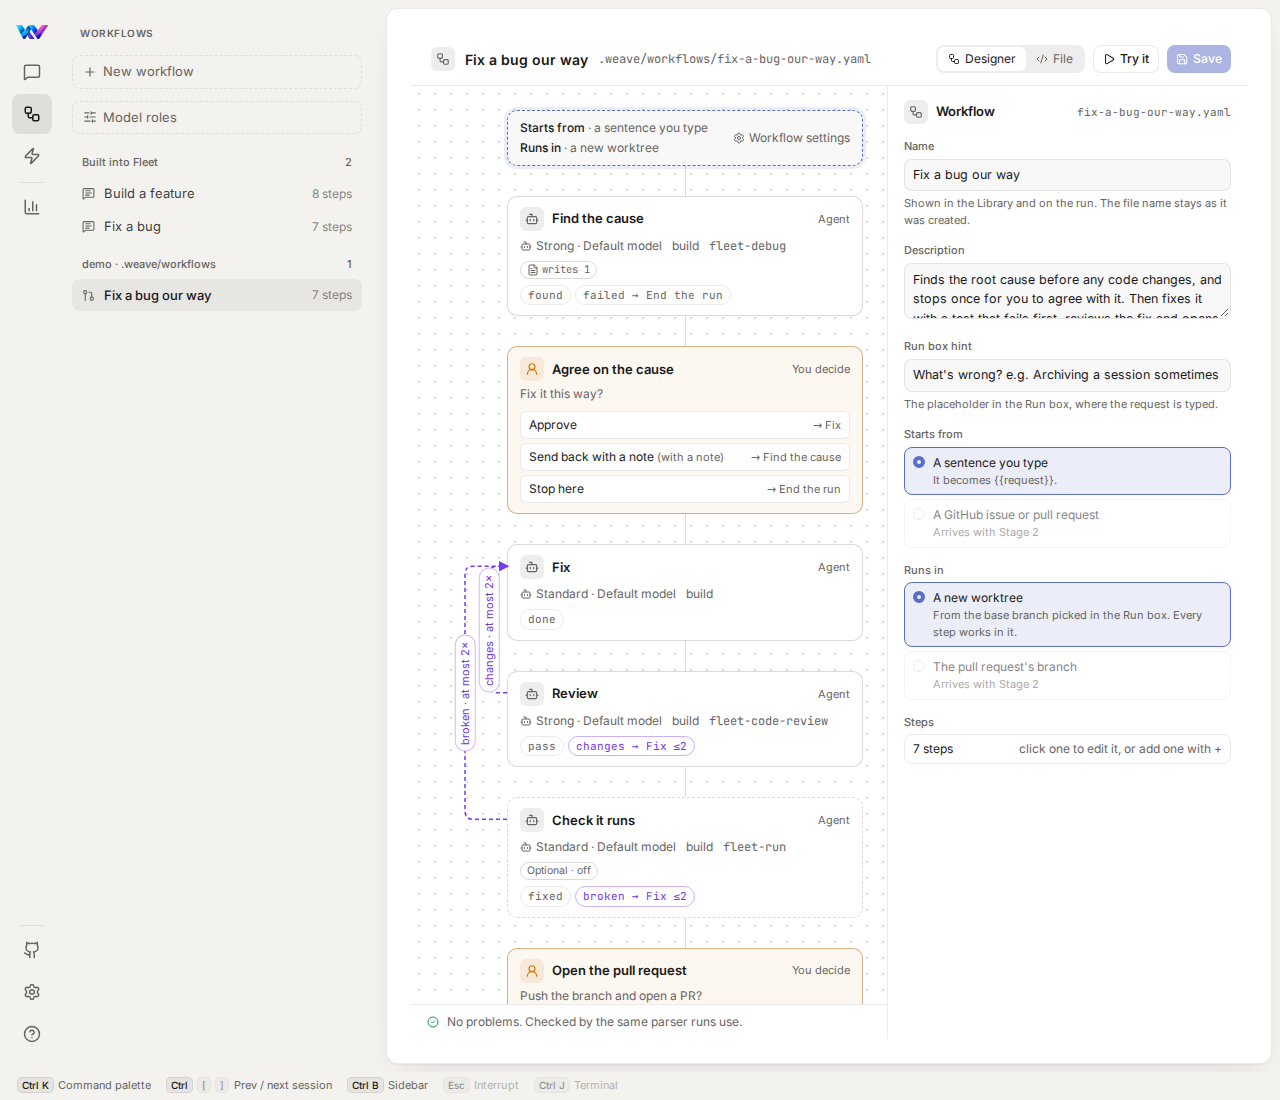 WORKFLOWS
New workflow
Model roles
Built into Fleet 2
Build a feature 8 steps
Fix a bug 7 steps
demo · .weave/workflows 1
Fix a bug our way 7 steps
Fix a bug our way .weave/workflows/fix-a-bug-our-way.yaml
Designer File Try it Save
Starts from · a sentence you type
Runs in · a new worktree
Workflow settings
Find the cause Agent
Strong · Default model build fleet-debug
writes 1
found failed → End the run
Agree on the cause You decide
Fix it this way?
Approve → Fix
Send back with a note (with a note) → Find the cause
Stop here → End the run
Fix Agent
Standard · Default model build
done
changes · at most 2×
broken · at most 2×
Review Agent
Strong · Default model build fleet-code-review
pass changes → Fix ≤2
Check it runs Agent
Standard · Default model build fleet-run
Optional · off
fixed broken → Fix ≤2
Open the pull request You decide
Push the branch and open a PR?
No problems. Checked by the same parser runs use.
Workflow fix-a-bug-our-way.yaml
Name
Fix a bug our way
Shown in the Library and on the run. The file name stays as it
was created.
Description
Finds the root cause before any code changes, and
stops once for you to agree with it. Then fixes it
with a test that fails first, reviews the fix and opens
Run box hint
What's wrong? e.g. Archiving a session sometimes
The placeholder in the Run box, where the request is typed.
Starts from
A sentence you type
It becomes {{request}}.
A GitHub issue or pull request
Arrives with Stage 2
Runs in
A new worktree
From the base branch picked in the Run box. Every
step works in it.
The pull request's branch
Arrives with Stage 2
Steps
7 steps click one to edit it, or add one with +
Ctrl K Command palette Ctrl [ ] Prev / next session Ctrl B Sidebar Esc Interrupt Ctrl J Terminal